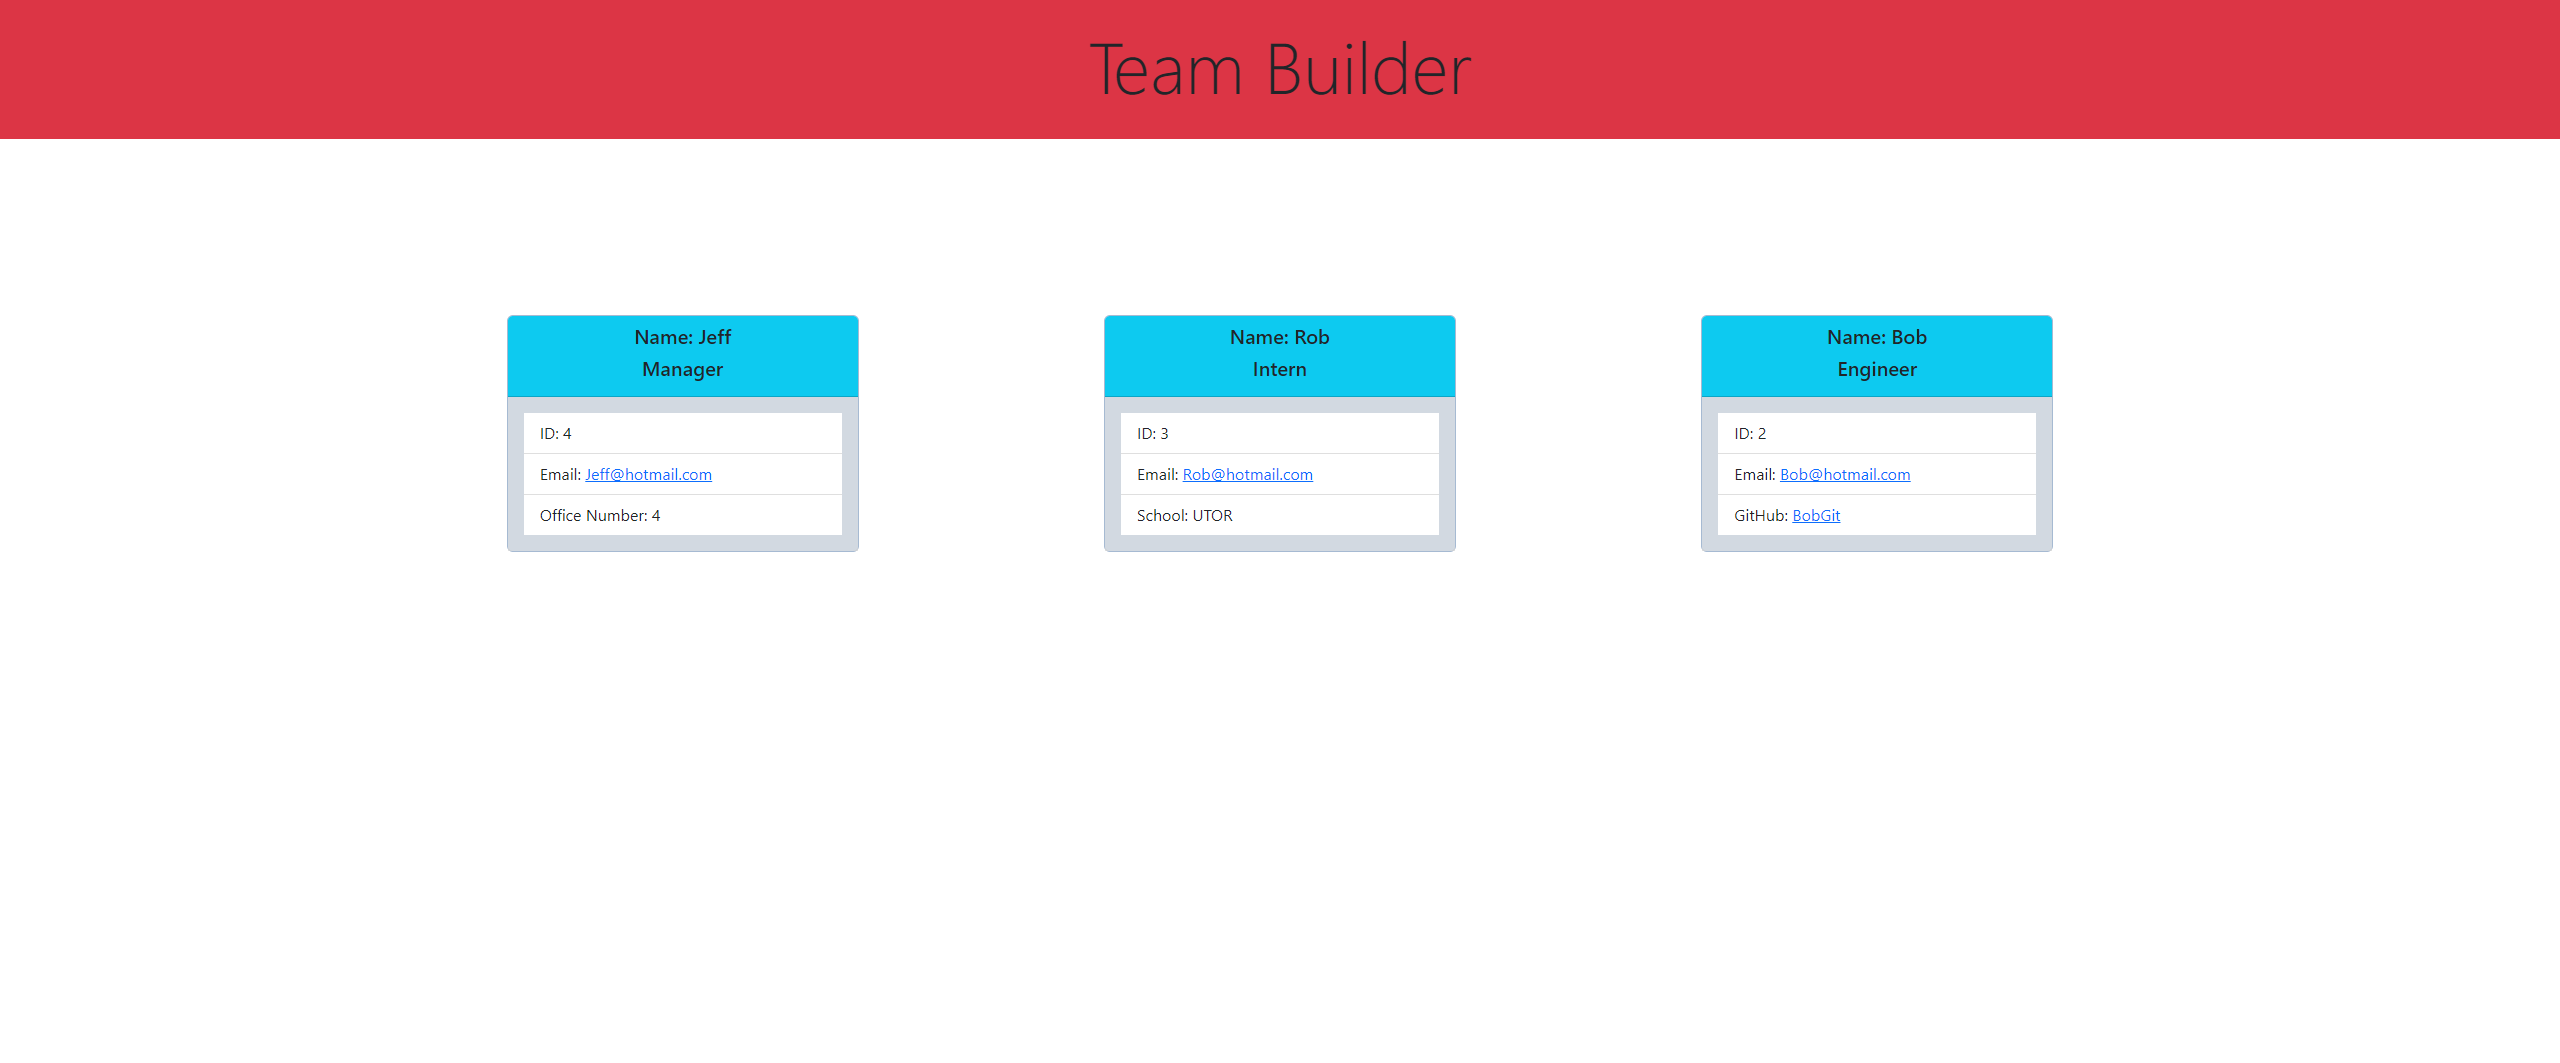 Team Builder
Name: Jeff
Manager
ID: 4
Email: Jeff@hotmail.com
Office Number: 4
Name: Rob
Intern
ID: 3
Email: Rob@hotmail.com
School: UTOR
Name: Bob
Engineer
ID: 2
Email: Bob@hotmail.com
GitHub: BobGit